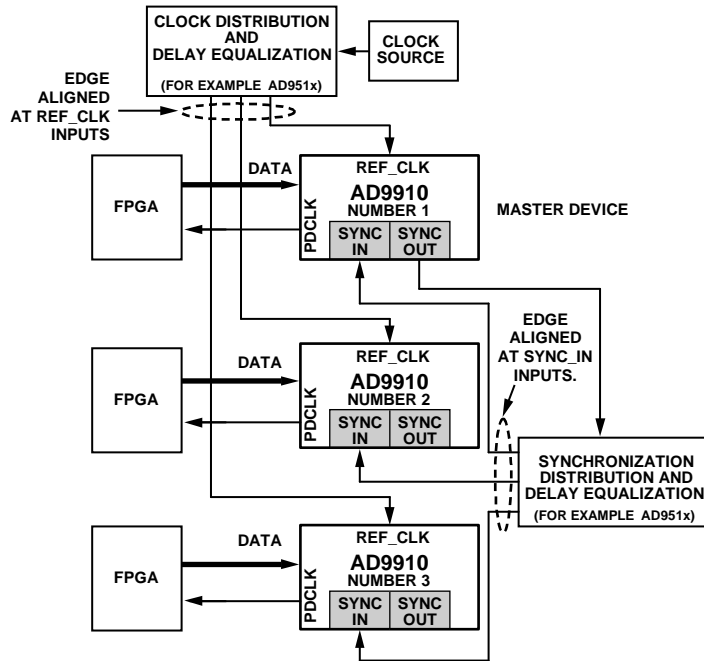 CLOCK DISTRIBUTION
AND
DELAY EQUALIZATION
(FOR EXAMPLE AD951x)
CLOCK
SOURCE
EDGE
ALIGNED
AT REF_CLK
INPUTS
FPGA
DATA
REF_CLK
AD9910
NUMBER 1
PDCLK
SYNC
IN
SYNC
OUT
MASTER DEVICE
EDGE
ALIGNED
AT SYNC_IN
INPUTS.
FPGA
DATA
REF_CLK
AD9910
NUMBER 2
PDCLK
SYNC
IN
SYNC
OUT
SYNCHRONIZATION
DISTRIBUTION AND
DELAY EQUALIZATION
(FOR EXAMPLE AD951x)
FPGA
DATA
REF_CLK
AD9910
NUMBER 3
PDCLK
SYNC
IN
SYNC
OUT